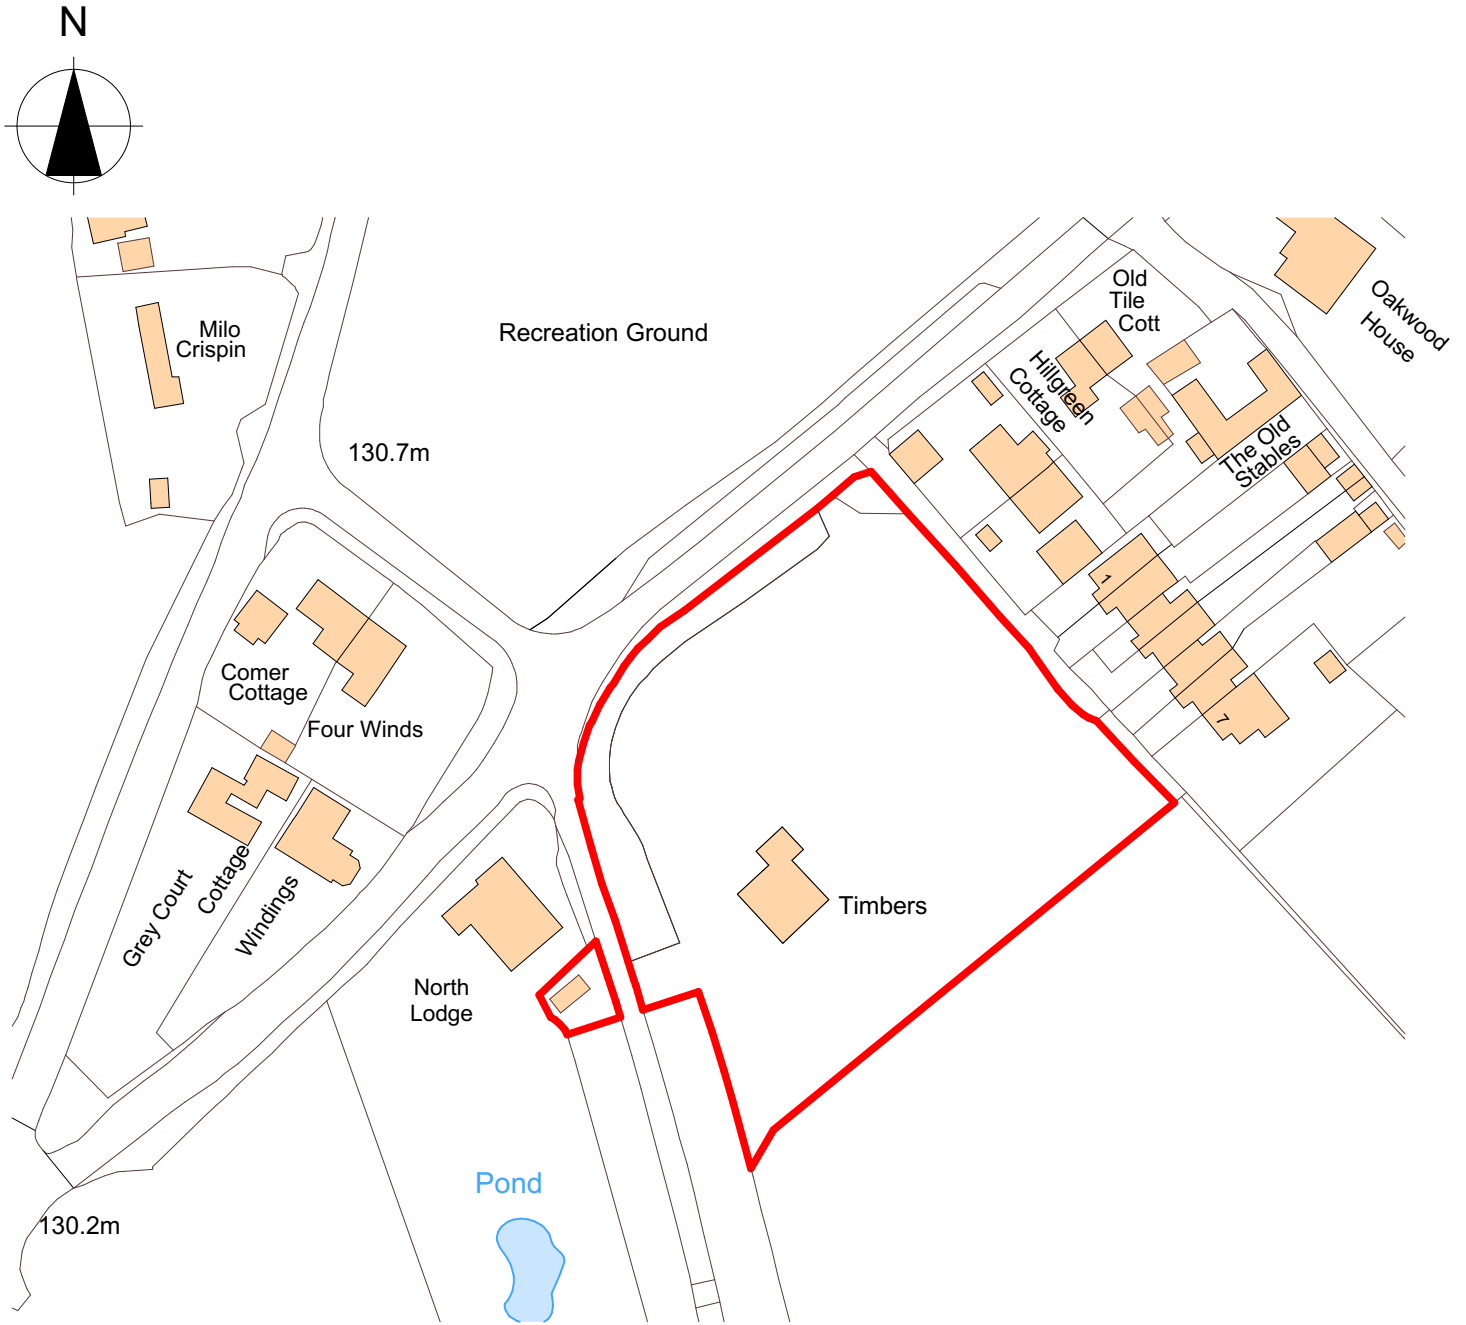 N
Old
Tile
Cott
Oakwood
House
Milo
Crispin
Recreation Ground
Hillgreen
Cottage
130.7m
The Old
Stables
1
Corner
Cottage
Four Winds
7
Grey Court
Cottage
Windings
Timbers
North
Lodge
Pond
130.2m